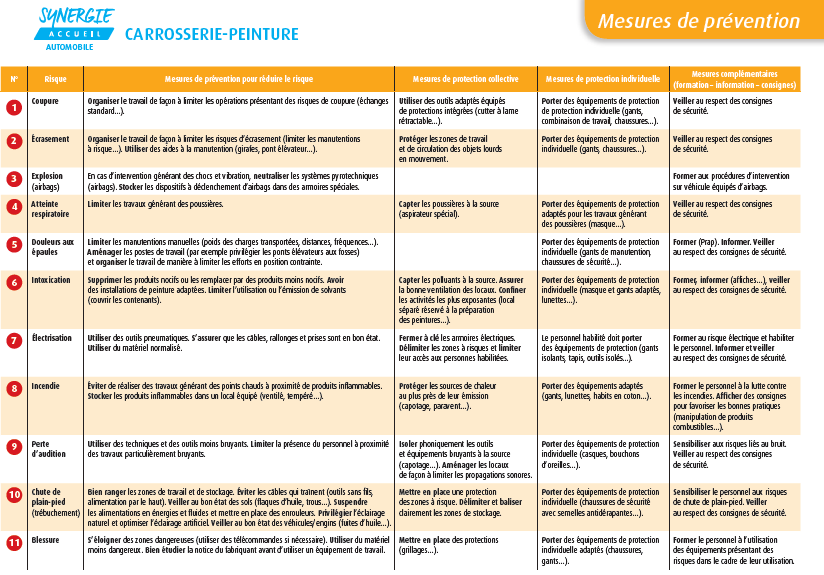 SYNERGIE
ACCUEIL
AUTOMOBILE
CARROSSERIE-PEINTURE
Mesures de prévention
N° Risque Mesures de prévention pour réduire le risque Mesures de protection collective Mesures de protection individuelle Mesures complémentaires
(formation – information – consignes)
1 Coupure
Organiser le travail de façon à limiter les opérations présentant des risques de coupure (échanges
standard...).
Utiliser des outils adaptés équipés
de protections intégrées (cutter à lame
rétractable...).
Porter des équipements de protection
de protection individuelle (gants,
combinaison de travail, chaussures...).
Veiller au respect des consignes
de sécurité.
2 Écrasement
Organiser le travail de façon à limiter les risques d'écrasement (limiter les manutentions
à risque...). Utiliser des aides à la manutention (girafes, pont élévateur...).
Protéger les zones de travail
et de circulation des objets lourds
en mouvement.
Porter des équipements de protection
individuelle (gants, chaussures...).
Veiller au respect des consignes
de sécurité.
3 Explosion
(airbags)
En cas d'intervention générant des chocs et vibration, neutraliser les systèmes pyrotechniques
(airbags). Stocker les dispositifs à déclenchement d'airbags dans des armoires spéciales.
Former aux procédures d'intervention
sur véhicule équipés d'airbags.
4 Atteinte
respiratoire
Limiter les travaux générant des poussières.
Capter les poussières à la source
(aspirateur spécial).
Porter des équipements de protection
adaptés pour les travaux générant
des poussières (masque...).
Veiller au respect des consignes
de sécurité.
5 Douleurs aux
épaules
Limiter les manutentions manuelles (poids des charges transportées, distances, fréquences...).
Aménager les postes de travail (par exemple privilégier les ponts élévateurs aux fosses)
et organiser le travail de manière à limiter les efforts en position contrainte.
Porter des équipements de protection
individuelle (gants de manutention,
chaussures de sécurité...).
Former (Prap). Informer. Veiller
au respect des consignes de sécurité.
6 Intoxication
Supprimer les produits nocifs ou les remplacer par des produits moins nocifs. Avoir
des installations de peinture adaptées. Limiter l'utilisation ou l'émission de solvants
(couvrir les contenants).
Capter les polluants à la source. Assurer
la bonne ventilation des locaux. Confiner
les activités les plus exposantes (local
séparé réservé à la préparation
des peintures...).
Porter des équipements de protection
individuelle (masque et gants adaptés,
lunettes...).
Former, informer (affiches...), veiller
au respect des consignes de sécurité.
7 Électrisation
Utiliser des outils pneumatiques. S'assurer que les câbles, rallonges et prises sont en bon état.
Utiliser du matériel normalisé.
Fermer à clé les armoires électriques.
Délimiter les zones à risques et limiter
leur accès aux personnes habilitées.
Le personnel habilité doit porter
des équipements de protection (gants
isolants, tapis, outils isolés...).
Former au risque électrique et habiliter
le personnel. Informer et veiller
au respect des consignes de sécurité.
8 Incendie
Éviter de réaliser des travaux générant des points chauds à proximité de produits inflammables.
Stocker les produits inflammables dans un local équipé (ventilé, tempéré...).
Protéger les sources de chaleur
au plus près de leur émission
(capotage, pararent...).
Porter des équipements adaptés
(gants, lunettes, habits en coton...).
Former le personnel à la lutte contre
les incendies. Afficher des consignes
pour favoriser les bonnes pratiques
(manipulation de produits
combustibles...).
9 Perte
d'audition
Utiliser des techniques et des outils moins bruyants. Limiter la présence du personnel à proximité
des travaux particulièrement bruyants.
Isoler phoniquement les outils
et équipements bruyants à la source
(capotage...). Aménager les locaux
de façon à limiter les propagations sonores.
Porter des équipements de protection
individuelle (casques, bouchons
d'oreilles...).
Sensibiliser aux risques liés au bruit.
Veiller au respect des consignes
de sécurité.
10 Chute de
plain-pied
(trébuchement)
Bien ranger les zones de travail et de stockage. Éviter les câbles qui traînent (outils sans fils,
alimentation par le haut). Veiller au bon état des sols (flaques d'huile, trous...). Suspendre
les alimentations en énergies et fluides et mettre en place des enrouleurs. Privilégier l'éclairage
naturel et optimiser l'éclairage artificiel. Veiller au bon état des véhicules/engins (fuites d'huile...).
Mettre en place une protection
des zones à risque. Délimiter et baliser
clairement les zones de stockage.
Porter des équipements de protection
individuelle (chaussures de sécurité
avec semelles antidérapantes...).
Sensibiliser le personnel aux risques
de chute de plain-pied. Veiller
au respect des consignes de sécurité.
11 Blessure
S'éloigner des zones dangereuses (utiliser des télécommandes si nécessaire). Utiliser du matériel
moins dangereux. Bien étudier la notice du fabriquant avant d'utiliser un équipement de travail.
Mettre en place des protections
(grillages...).
Porter des équipements de protection
individuelle adaptés (chaussures,
gants...).
Former le personnel à l'utilisation
des équipements présentant des
risques dans le cadre de leur utilisation.